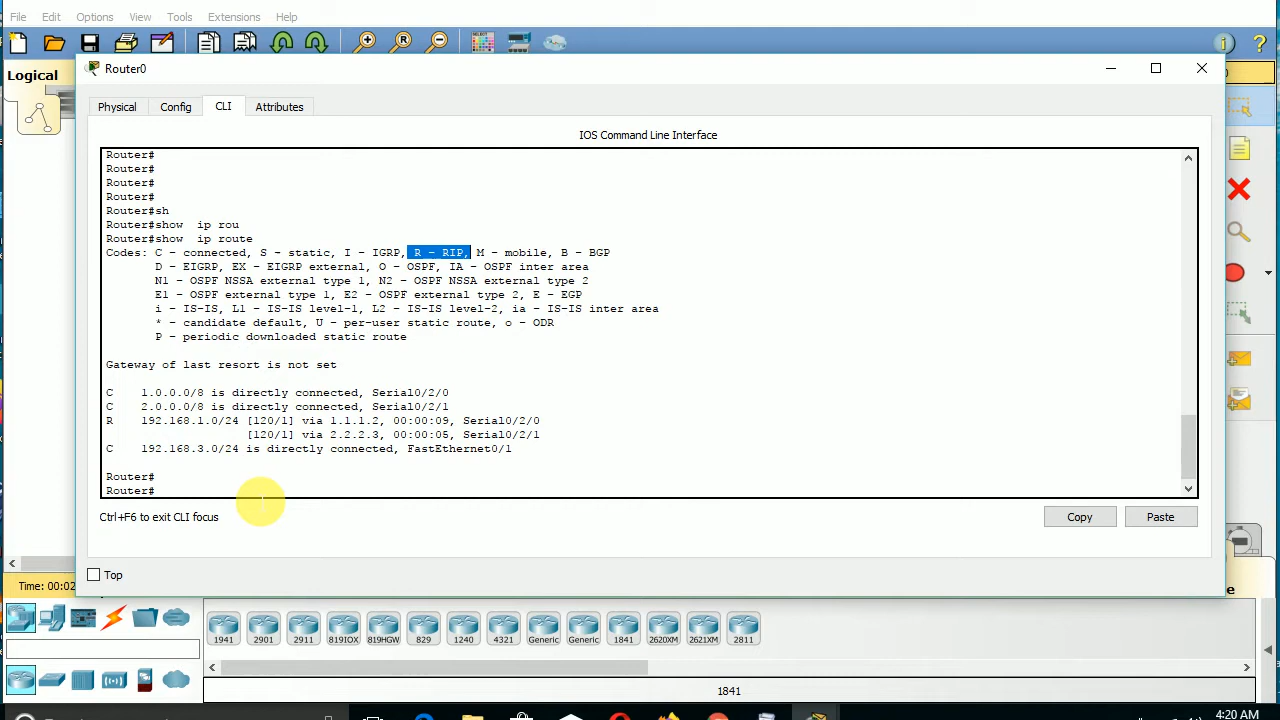 File Edit Options View Tools Extensions Help
Logical
Router0
Physical Config CLI Attributes
IOS Command Line Interface
Router#
Router#
Router#
Router#
Router#sh
Router#show  ip rou
Router#show  ip route
Codes: C - connected, S - static, I - IGRP, R - RIP, M - mobile, B - BGP
D - EIGRP, EX - EIGRP external, O - OSPF, IA - OSPF inter area
N1 - OSPF NSSA external type 1, N2 - OSPF NSSA external type 2
E1 - OSPF external type 1, E2 - OSPF external type 2, E - EGP
i - IS-IS, L1 - IS-IS level-1, L2 - IS-IS level-2, ia - IS-IS inter area
* - candidate default, U - per-user static route, o - ODR
P - periodic downloaded static route
Gateway of last resort is not set
C    1.0.0.0/8 is directly connected, Serial0/2/0
C    2.0.0.0/8 is directly connected, Serial0/2/1
R    192.168.1.0/24 [120/1] via 1.1.1.2, 00:00:09, Serial0/2/0
[120/1] via 2.2.2.3, 00:00:05, Serial0/2/1
C    192.168.3.0/24 is directly connected, FastEthernet0/1
Router#
Router#
Ctrl+F6 to exit CLI focus
Copy Paste
Top
Time: 00:02
1941 2901 2911 819IOX 819HGW 829 1240 4321 Generic Generic 1841 2620XM 2621XM 2811
1841
4:20 AM